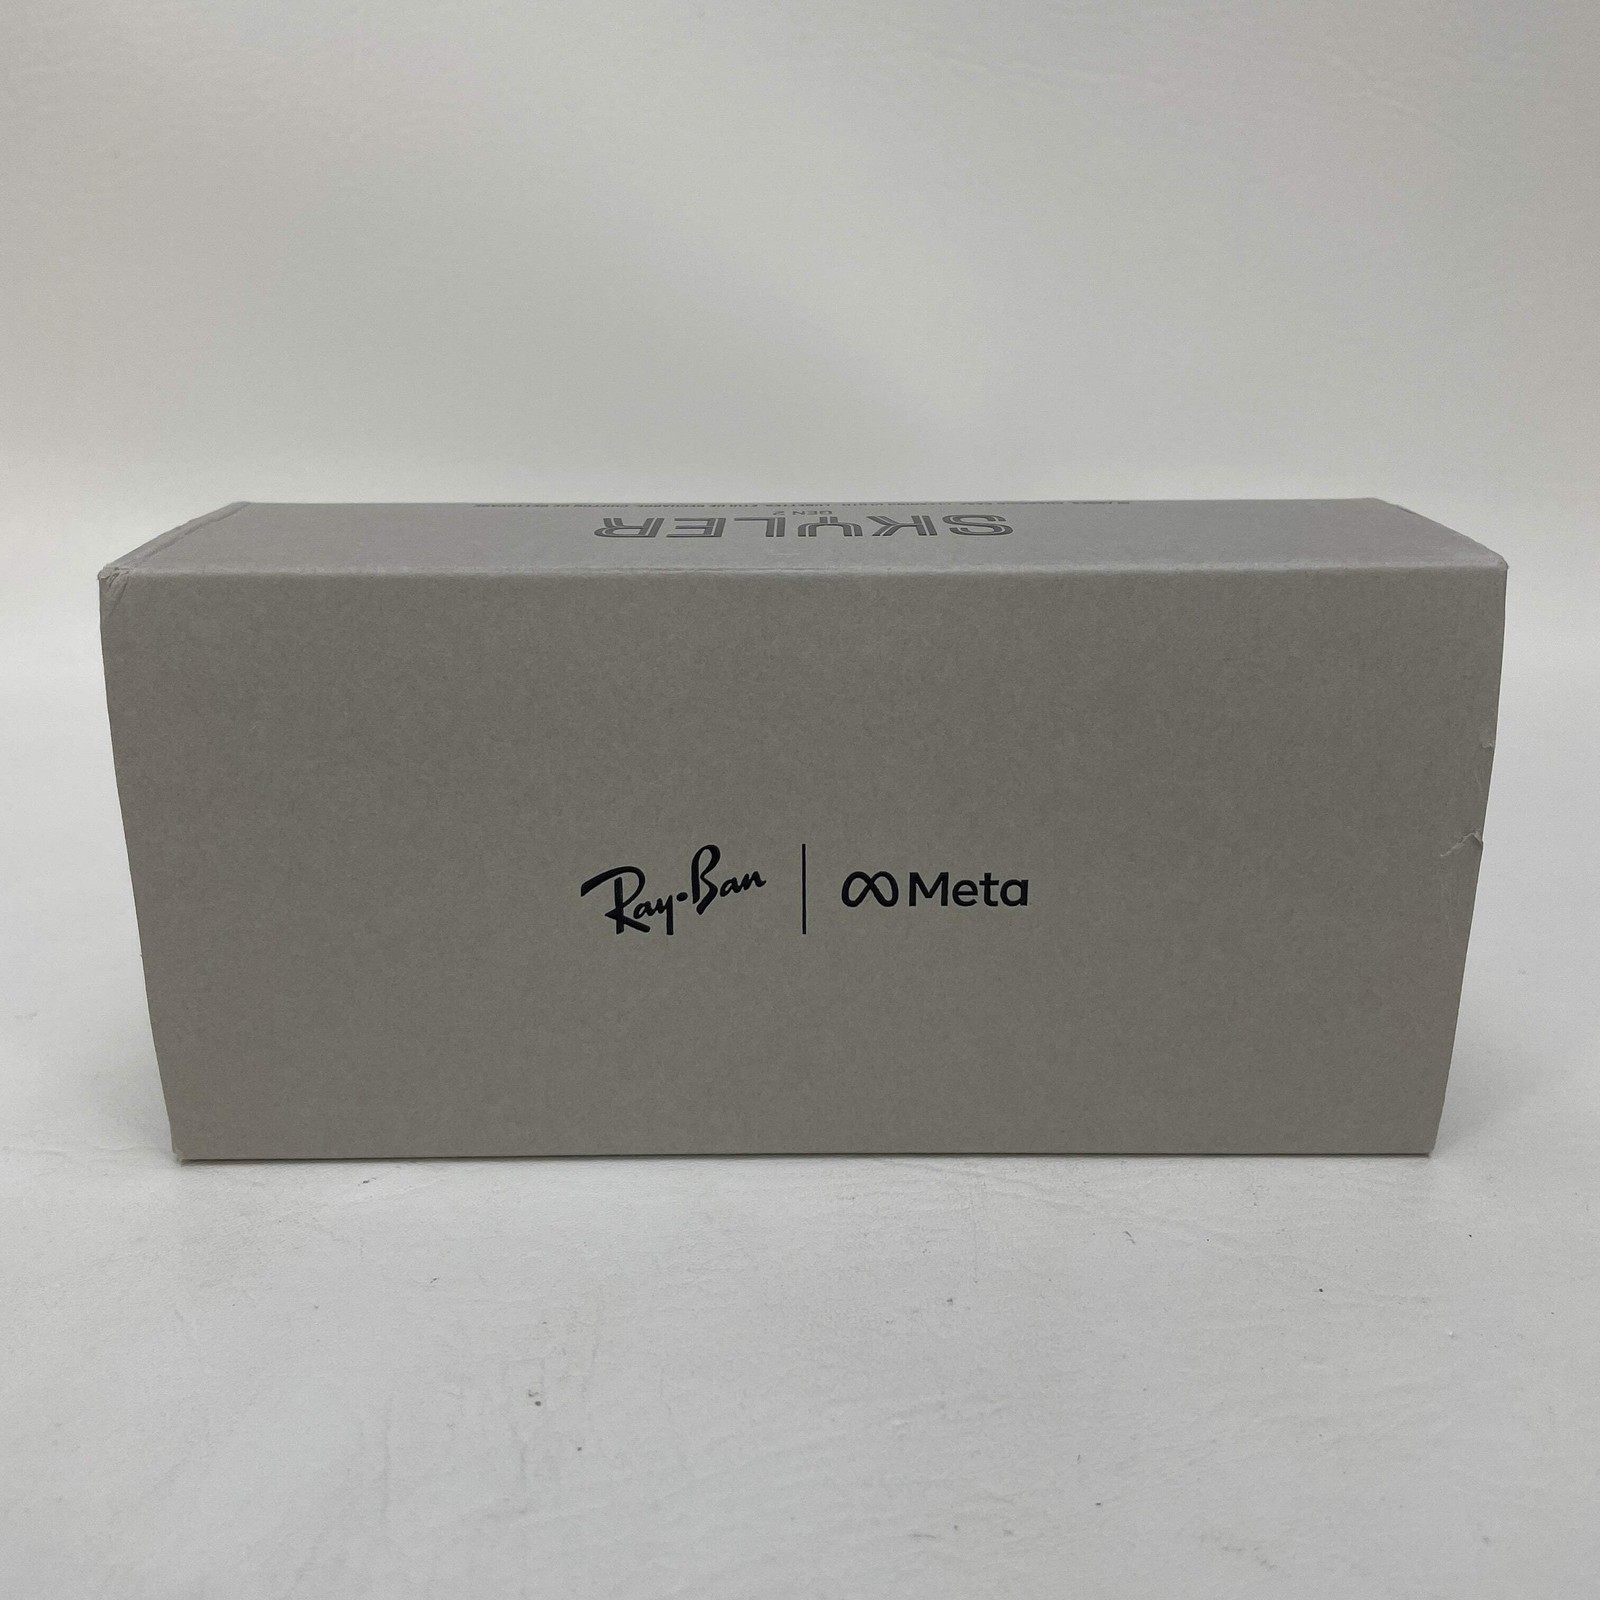 SKYLER
GEN 2
Ray-Ban | Meta